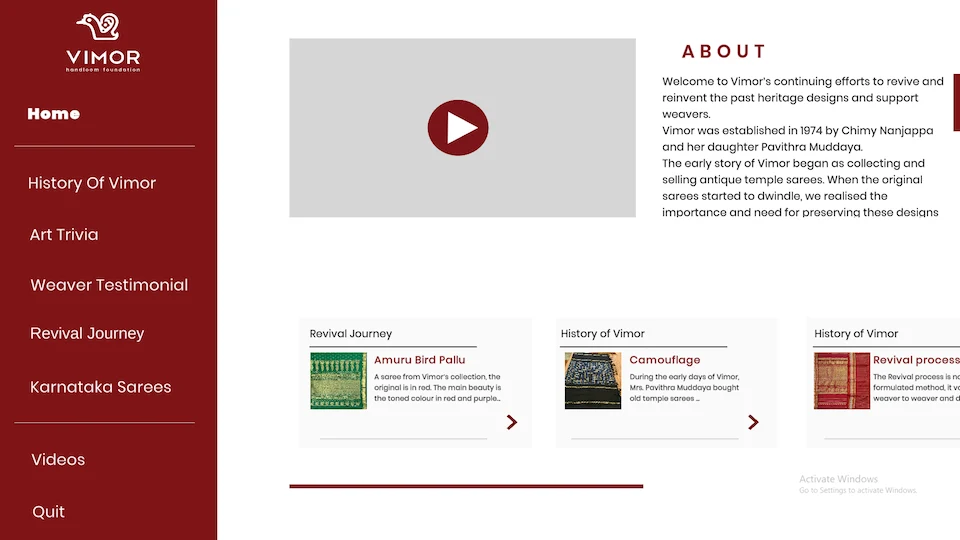 VIMOR
handloom foundation
Home
History Of Vimor
Art Trivia
Weaver Testimonial
Revival Journey
Karnataka Sarees
Videos
Quit
ABOUT
Welcome to Vimor's continuing efforts to revive and
reinvent the past heritage designs and support
weavers.
Vimor was established in 1974 by Chimy Nanjappa
and her daughter Pavithra Muddaya.
The early story of Vimor began as collecting and
selling antique temple sarees. When the original
sarees started to dwindle, we realised the
importance and need for preserving these designs
Revival Journey
Amuru Bird Pallu
A saree from Vimor's collection, the
original is in red. The main beauty is
the toned colour in red and purple...
History of Vimor
Camouflage
During the early days of Vimor,
Mrs. Pavithra Muddaya bought
old temple sarees ...
History of Vimor
Revival process
The Revival process is no
formulated method, it va
weaver to weaver and d
Activate Windows
Go to Settings to activate Windows.